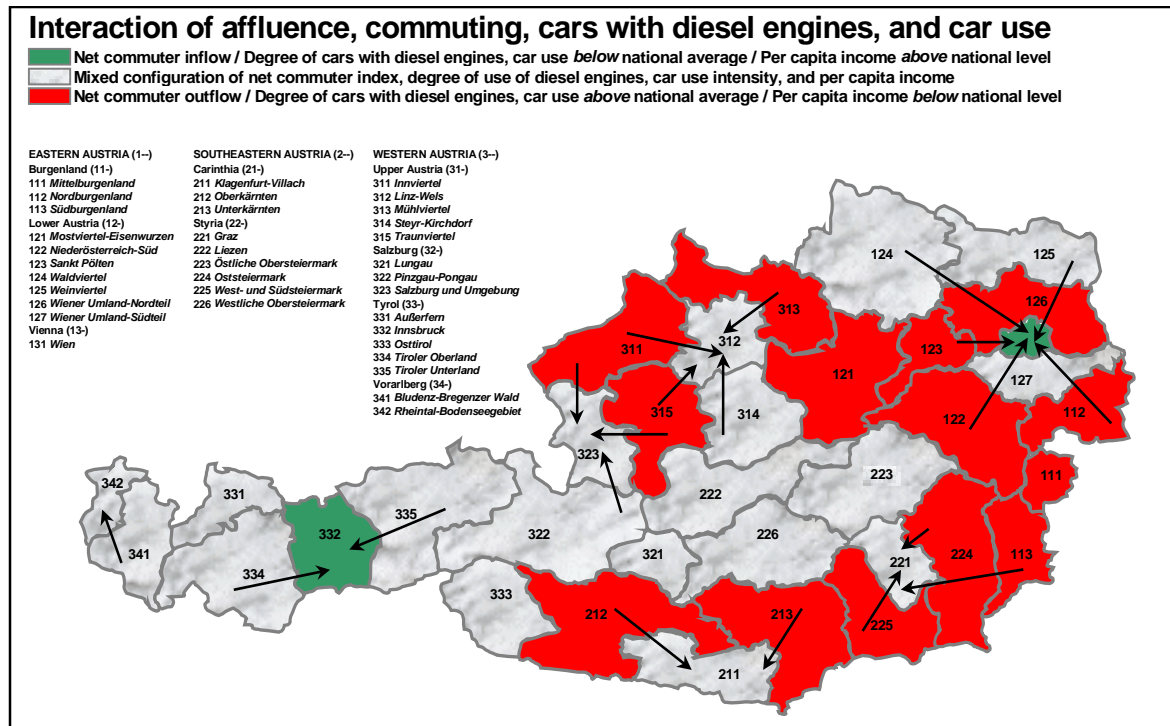 Interaction of affluence, commuting, cars with diesel engines, and car use
Net commuter inflow / Degree of cars with diesel engines, car use below national average / Per capita income above national level
Mixed configuration of net commuter index, degree of use of diesel engines, car use intensity, and per capita income
Net commuter outflow / Degree of cars with diesel engines, car use above national average / Per capita income below national level
EASTERN AUSTRIA (1--)
Burgenland (11-)
111 Mittelburgenland
112 Nordburgenland
113 Südburgenland
Lower Austria (12-)
121 Mostviertel-Eisenwurzen
122 Niederösterreich-Süd
123 Sankt Pölten
124 Waldviertel
125 Weinviertel
126 Wiener Umland-Nordteil
127 Wiener Umland-Südteil
Vienna (13-)
131 Wien
SOUTHEASTERN AUSTRIA (2--)
Carinthia (21-)
211 Klagenfurt-Villach
212 Oberkärnten
213 Unterkärnten
Styria (22-)
221 Graz
222 Liezen
223 Östliche Obersteiermark
224 Oststeiermark
225 West- und Südsteiermark
226 Westliche Obersteiermark
WESTERN AUSTRIA (3--)
Upper Austria (31-)
311 Innviertel
312 Linz-Wels
313 Mühlviertel
314 Steyr-Kirchdorf
315 Traunviertel
Salzburg (32-)
321 Lungau
322 Pinzgau-Pongau
323 Salzburg und Umgebung
Tyrol (33-)
331 Außerfern
332 Innsbruck
333 Osttirol
334 Tiroler Oberland
335 Tiroler Unterland
Vorarlberg (34-)
341 Bludenz-Bregenzer Wald
342 Rheintal-Bodenseegebiet
124
125
126
313
312
311
123
127
121
315
314
122
112
323
223
111
342
331
222
335
332
322
226
341
321
221
224
113
334
333
212
213
225
211